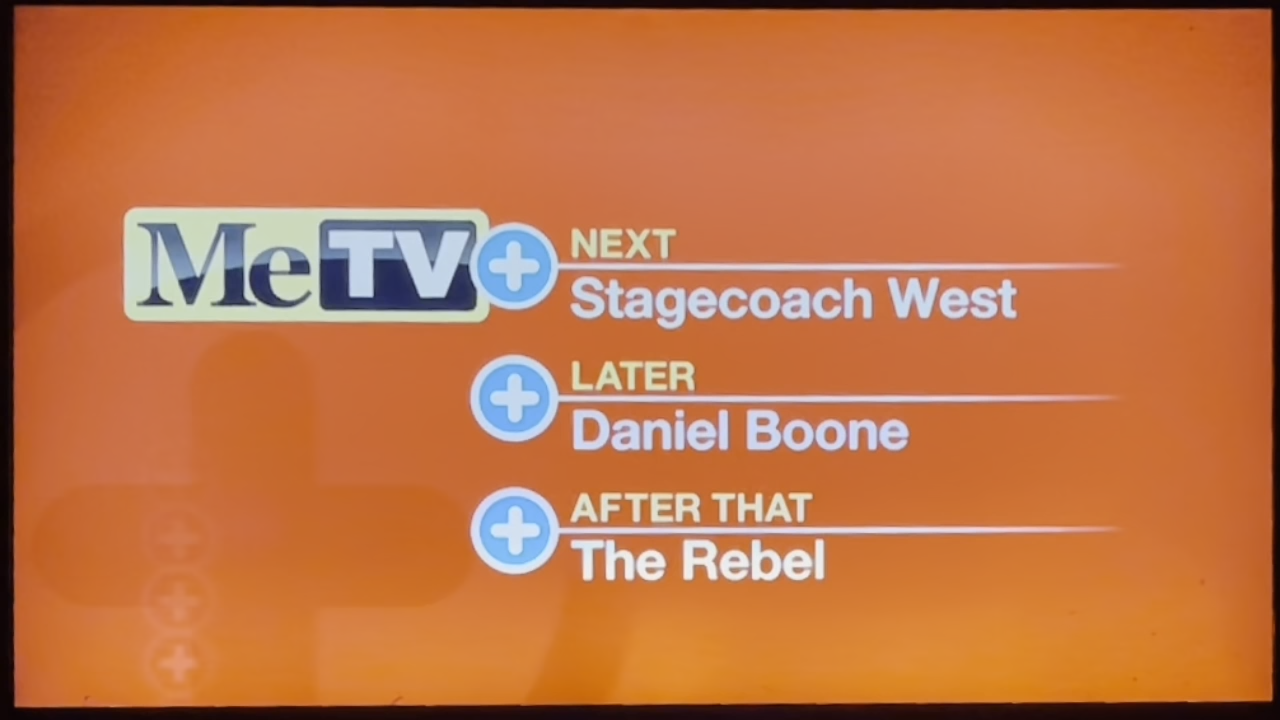 MeTV+
NEXT
Stagecoach West
LATER
Daniel Boone
AFTER THAT
The Rebel